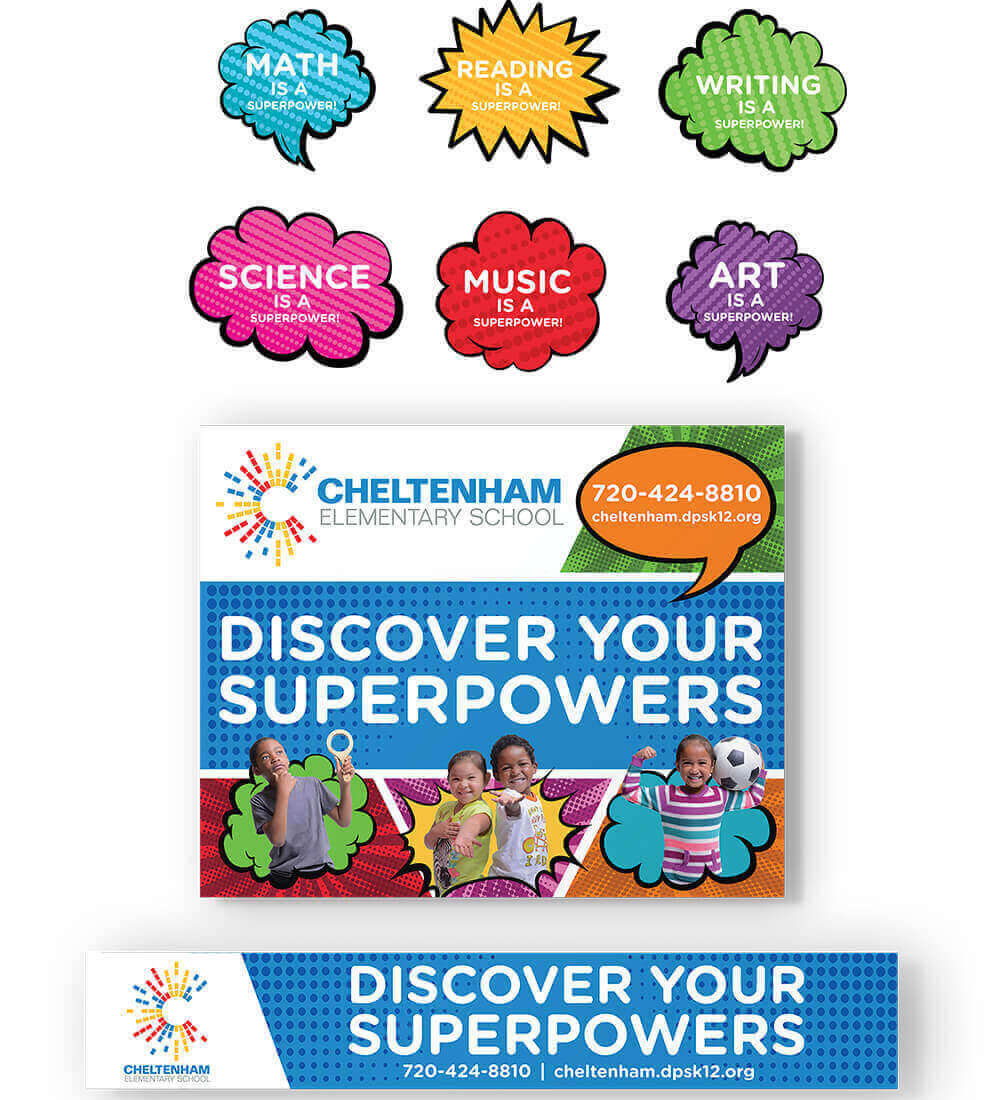 MATH
IS A
SUPERPOWER!
READING
IS A
SUPERPOWER!
WRITING
IS A
SUPERPOWER!
SCIENCE
IS A
SUPERPOWER!
MUSIC
IS A
SUPERPOWER!
ART
IS A
SUPERPOWER!
CHELTENHAM
ELEMENTARY SCHOOL
720-424-8810
cheltenham.dpsk12.org
DISCOVER YOUR
SUPERPOWERS
CHELTENHAM
ELEMENTARY SCHOOL
DISCOVER YOUR
SUPERPOWERS
720-424-8810 | cheltenham.dpsk12.org